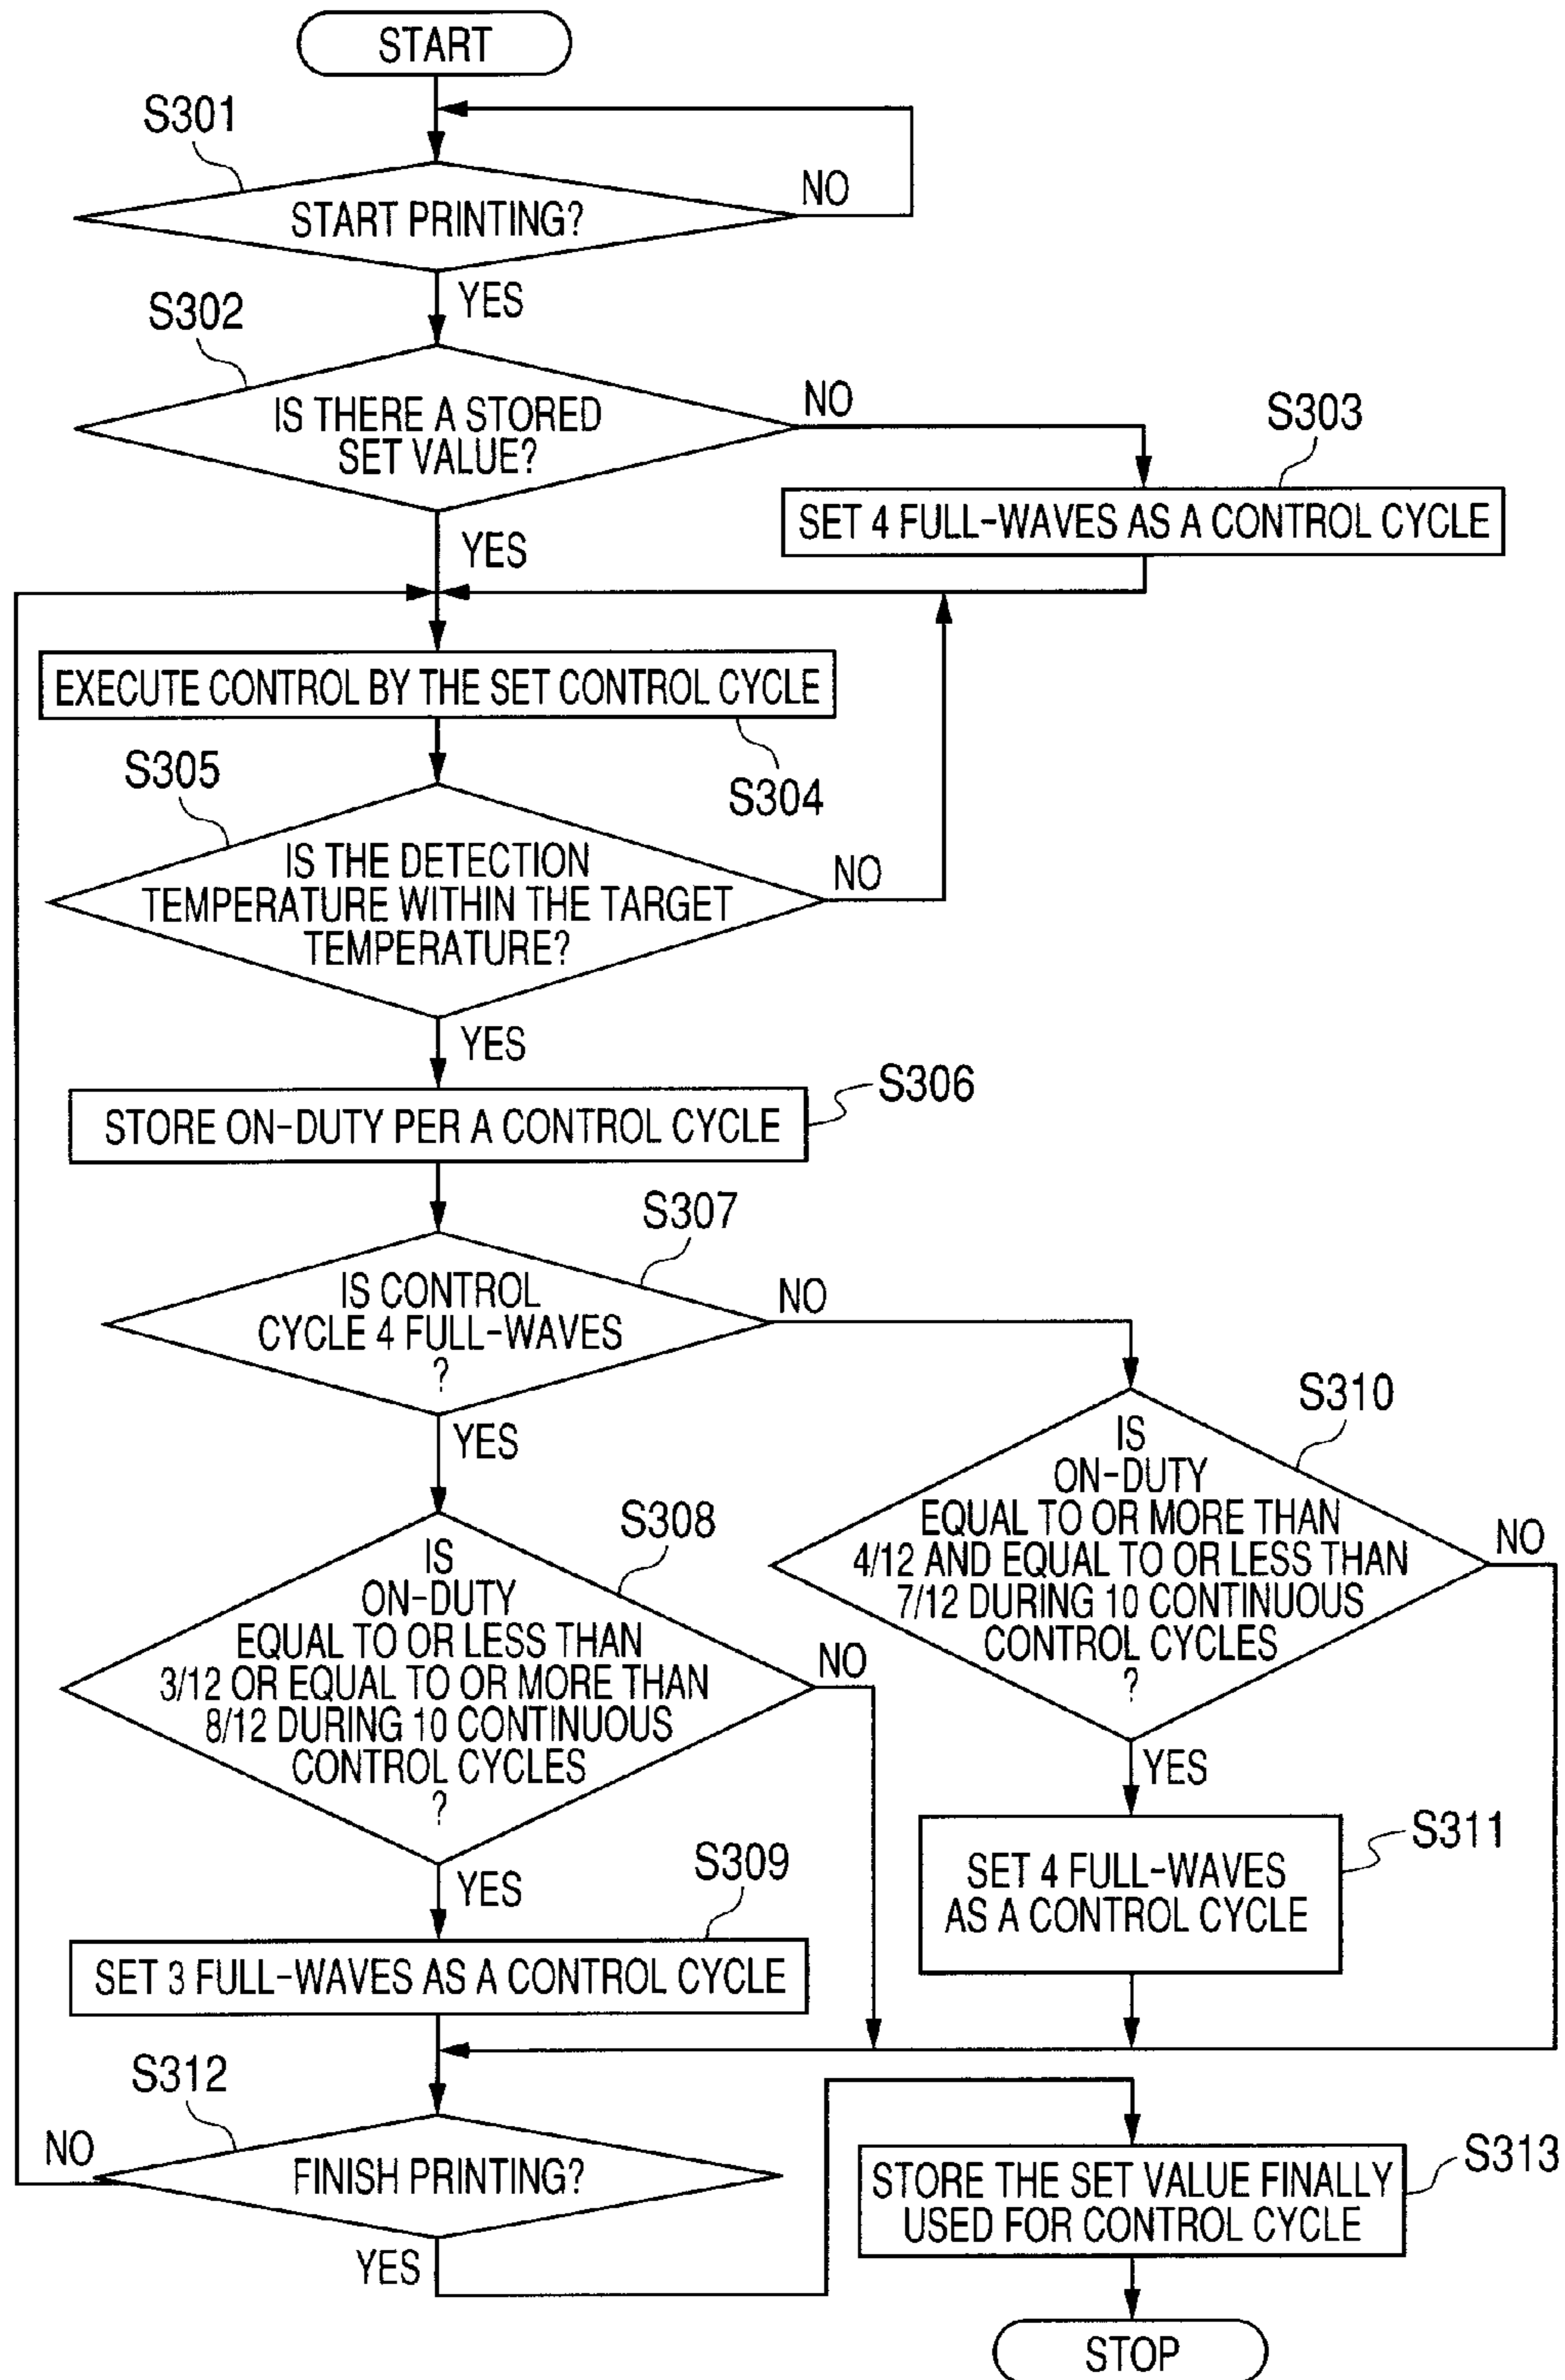 START
S301
START PRINTING?
NO
YES
S302
IS THERE A STORED
SET VALUE?
NO
YES
S303
SET 4 FULL-WAVES AS A CONTROL CYCLE
EXECUTE CONTROL BY THE SET CONTROL CYCLE
S304
S305
IS THE DETECTION
TEMPERATURE WITHIN THE TARGET
TEMPERATURE?
NO
YES
STORE ON-DUTY PER A CONTROL CYCLE
S306
S307
IS CONTROL
CYCLE 4 FULL-WAVES
?
NO
YES
S308
IS
ON-DUTY
EQUAL TO OR LESS THAN
3/12 OR EQUAL TO OR MORE THAN
8/12 DURING 10 CONTINUOUS
CONTROL CYCLES
?
NO
YES
S310
IS
ON-DUTY
EQUAL TO OR MORE THAN
4/12 AND EQUAL TO OR LESS THAN
7/12 DURING 10 CONTINUOUS
CONTROL CYCLES
?
NO
YES
S309
SET 3 FULL-WAVES AS A CONTROL CYCLE
S311
SET 4 FULL-WAVES
AS A CONTROL CYCLE
S312
FINISH PRINTING?
NO
YES
S313
STORE THE SET VALUE FINALLY
USED FOR CONTROL CYCLE
STOP